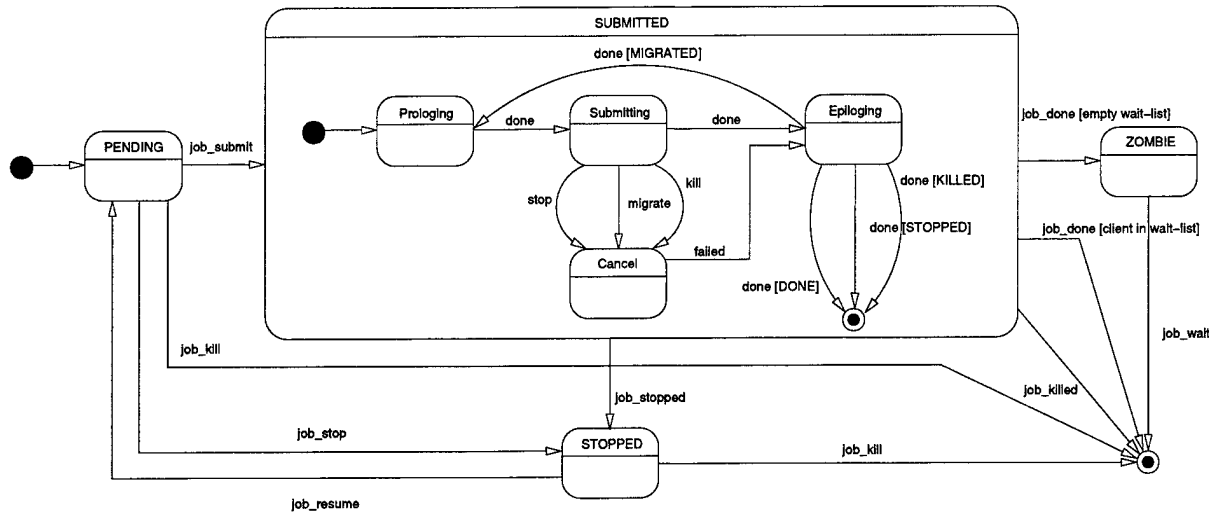 SUBMITTED
done [MIGRATED]
Prologing
Submitting
Epiloging
done
done
job_done [empty wait-list]
PENDING
job_submit
ZOMBIE
stop
migrate
kill
done [KILLED]
done [STOPPED]
job_done [client in wait-list]
Cancel
failed
done [DONE]
job_kill
job_wait
job_killed
job_stopped
job_stop
STOPPED
job_kill
job_resume